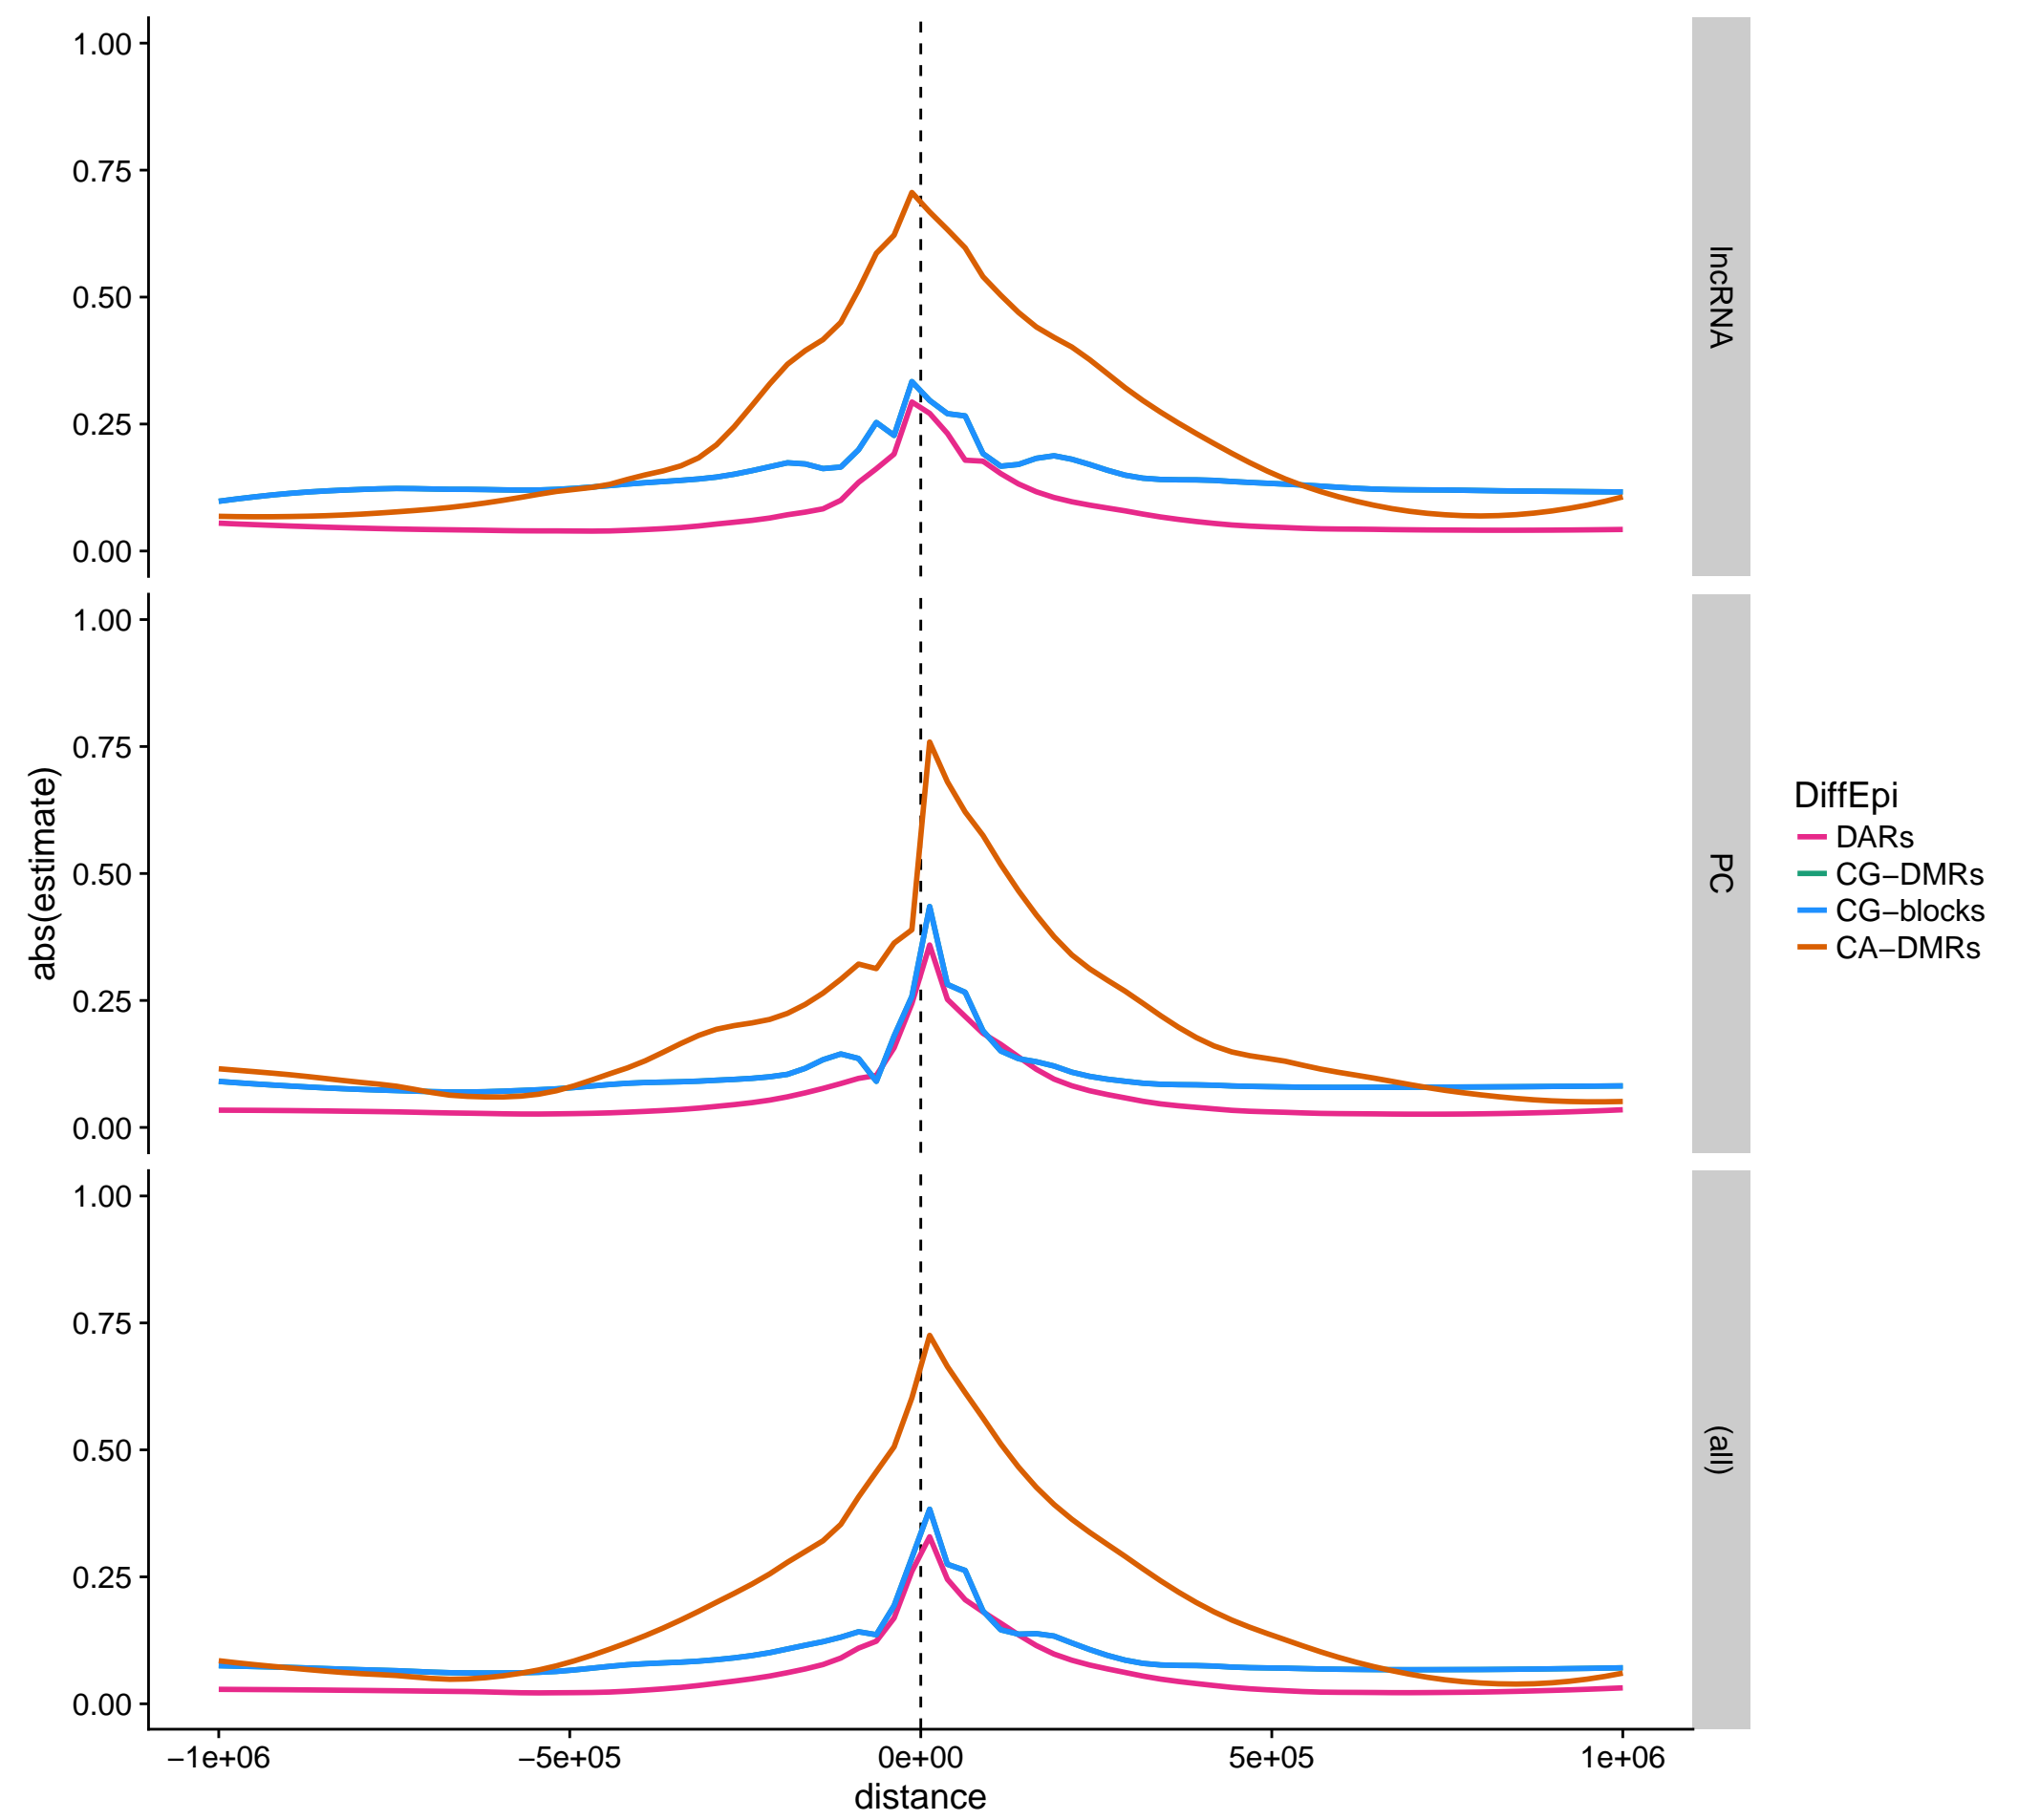 1.00
0.75
0.50
0.25
0.00
lncRNA
1.00
0.75
0.50
0.25
0.00
PC
1.00
0.75
0.50
0.25
0.00
(all)
abs(estimate)
−1e+06
−5e+05
0e+00
5e+05
1e+06
distance
DiffEpi
DARs
CG−DMRs
CG−blocks
CA−DMRs